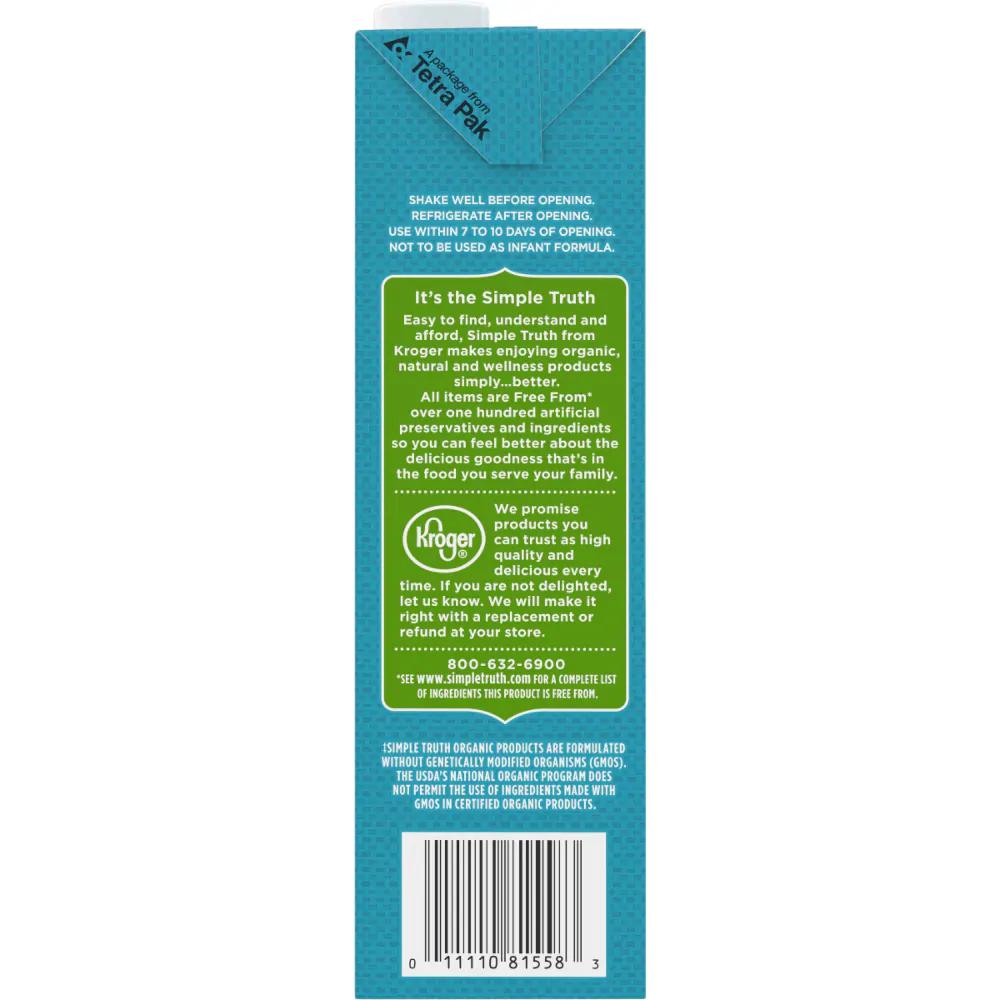 A package from
Tetra Pak
SHAKE WELL BEFORE OPENING.
REFRIGERATE AFTER OPENING.
USE WITHIN 7 TO 10 DAYS OF OPENING.
NOT TO BE USED AS INFANT FORMULA.
It's the Simple Truth
Easy to find, understand and
afford, Simple Truth from
Kroger makes enjoying organic,
natural and wellness products
simply...better.
All items are Free From*
over one hundred artificial
preservatives and ingredients
so you can feel better about the
delicious goodness that's in
the food you serve your family.
Kroger®
We promise
products you
can trust as high
quality and
delicious every
time. If you are not delighted,
let us know. We will make it
right with a replacement or
refund at your store.
800-632-6900
*SEE www.simpletruth.com FOR A COMPLETE LIST
OF INGREDIENTS THIS PRODUCT IS FREE FROM.
‡SIMPLE TRUTH ORGANIC PRODUCTS ARE FORMULATED
WITHOUT GENETICALLY MODIFIED ORGANISMS (GMOS).
THE USDA'S NATIONAL ORGANIC PROGRAM DOES
NOT PERMIT THE USE OF INGREDIENTS MADE WITH
GMOS IN CERTIFIED ORGANIC PRODUCTS.
0 11110 81558 3